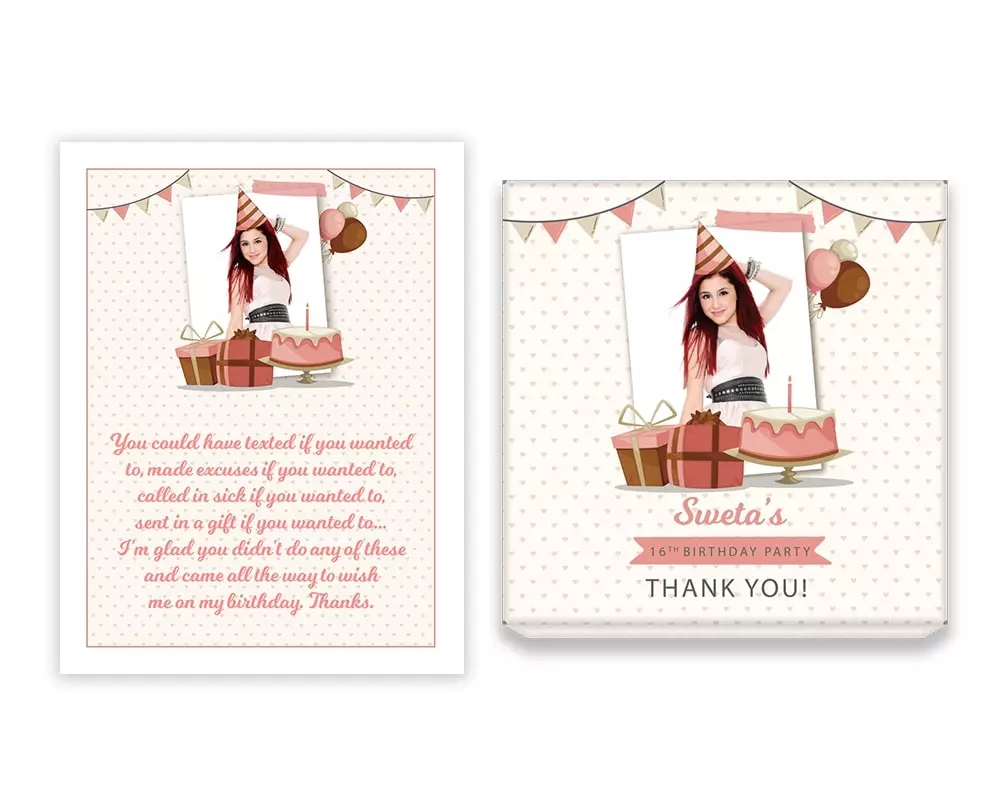 You could have texted if you wanted
to, made excuses if you wanted to,
called in sick if you wanted to,
sent in a gift if you wanted to...
I'm glad you didn't do any of these
and came all the way to wish
me on my birthday. Thanks.
Sweta's
16TH BIRTHDAY PARTY
THANK YOU!